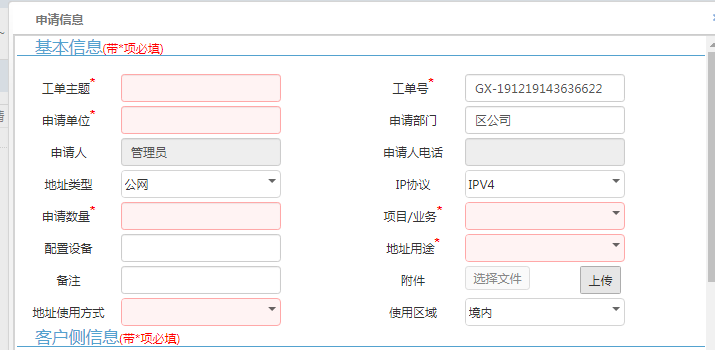 申请信息
基本信息(带*项必填)
工单主题* 工单号* GX-191219143636622
申请单位* 申请部门 区公司
申请人 管理员 申请人电话
地址类型 公网 IP协议 IPV4
申请数量* 项目/业务*
配置设备 地址用途*
备注 附件 选择文件 上传
地址使用方式 使用区域 境内
客户侧信息(带*项必填)